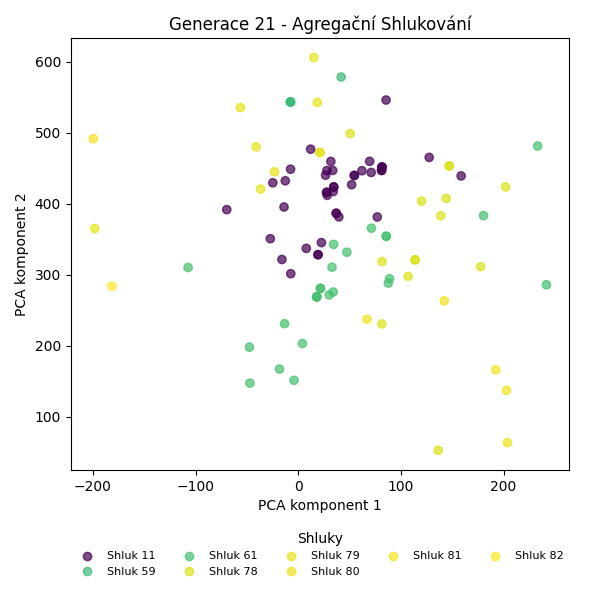 Generace 21 - Agregační Shlukování
PCA komponent 2
600
500
400
300
200
100
−200
−100
0
100
200
PCA komponent 1
Shluky
Shluk 11
Shluk 61
Shluk 79
Shluk 81
Shluk 82
Shluk 59
Shluk 78
Shluk 80